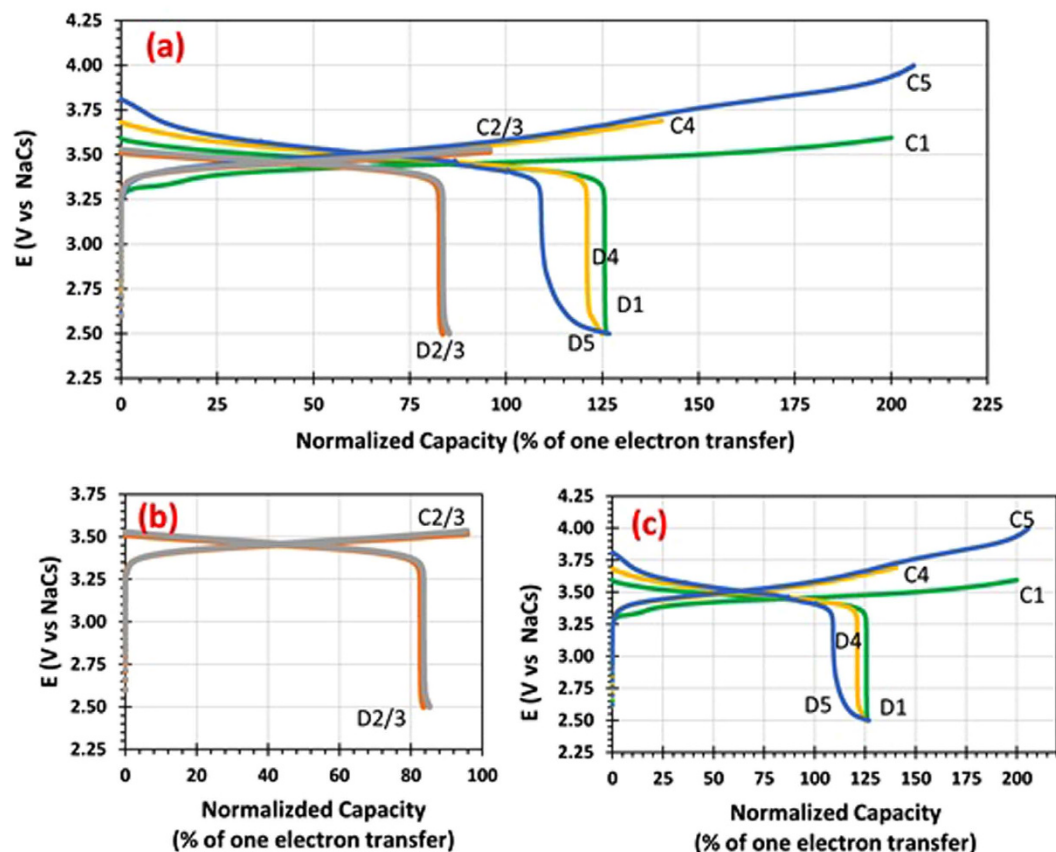 (a)
4.25
4.00
3.75
3.50
3.25
3.00
2.75
2.50
2.25
E (V vs  NaCs)
C5
C2/3
C4
C1
D4
D1
D5
D2/3
0 25 50 75 100 125 150 175 200 225
Normalized Capacity (% of one electron transfer)
(b)
3.75
3.50
3.25
3.00
2.75
2.50
2.25
E (V vs NaCs)
C2/3
D2/3
0 20 40 60 80 100
Normalizded Capacity
(% of one electron transfer)
(c)
4.25
4.00
3.75
3.50
3.25
3.00
2.75
2.50
2.25
E (V vs  NaCs)
C5
C4
C1
D4
D5
D1
0 25 50 75 100 125 150 175 200
Normalized Capacity
(% of one electron transfer)